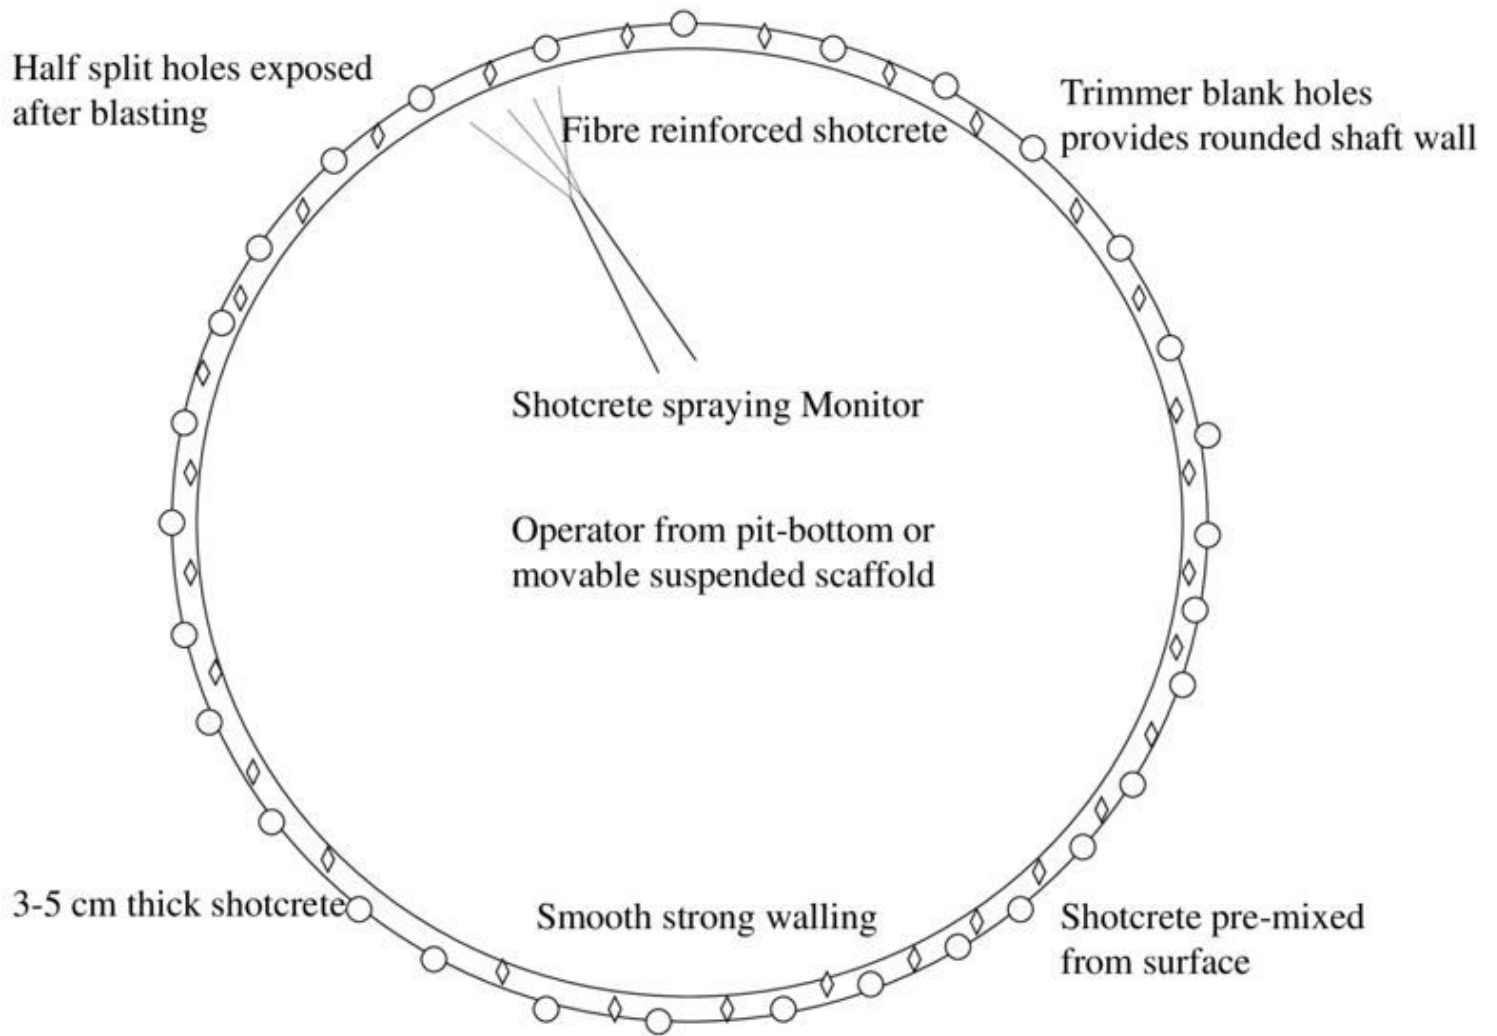 Half split holes exposed
after blasting
Trimmer blank holes
provides rounded shaft wall
Fibre reinforced shotcrete
Shotcrete spraying Monitor
Operator from pit-bottom or
movable suspended scaffold
3-5 cm thick shotcrete
Smooth strong walling
Shotcrete pre-mixed
from surface